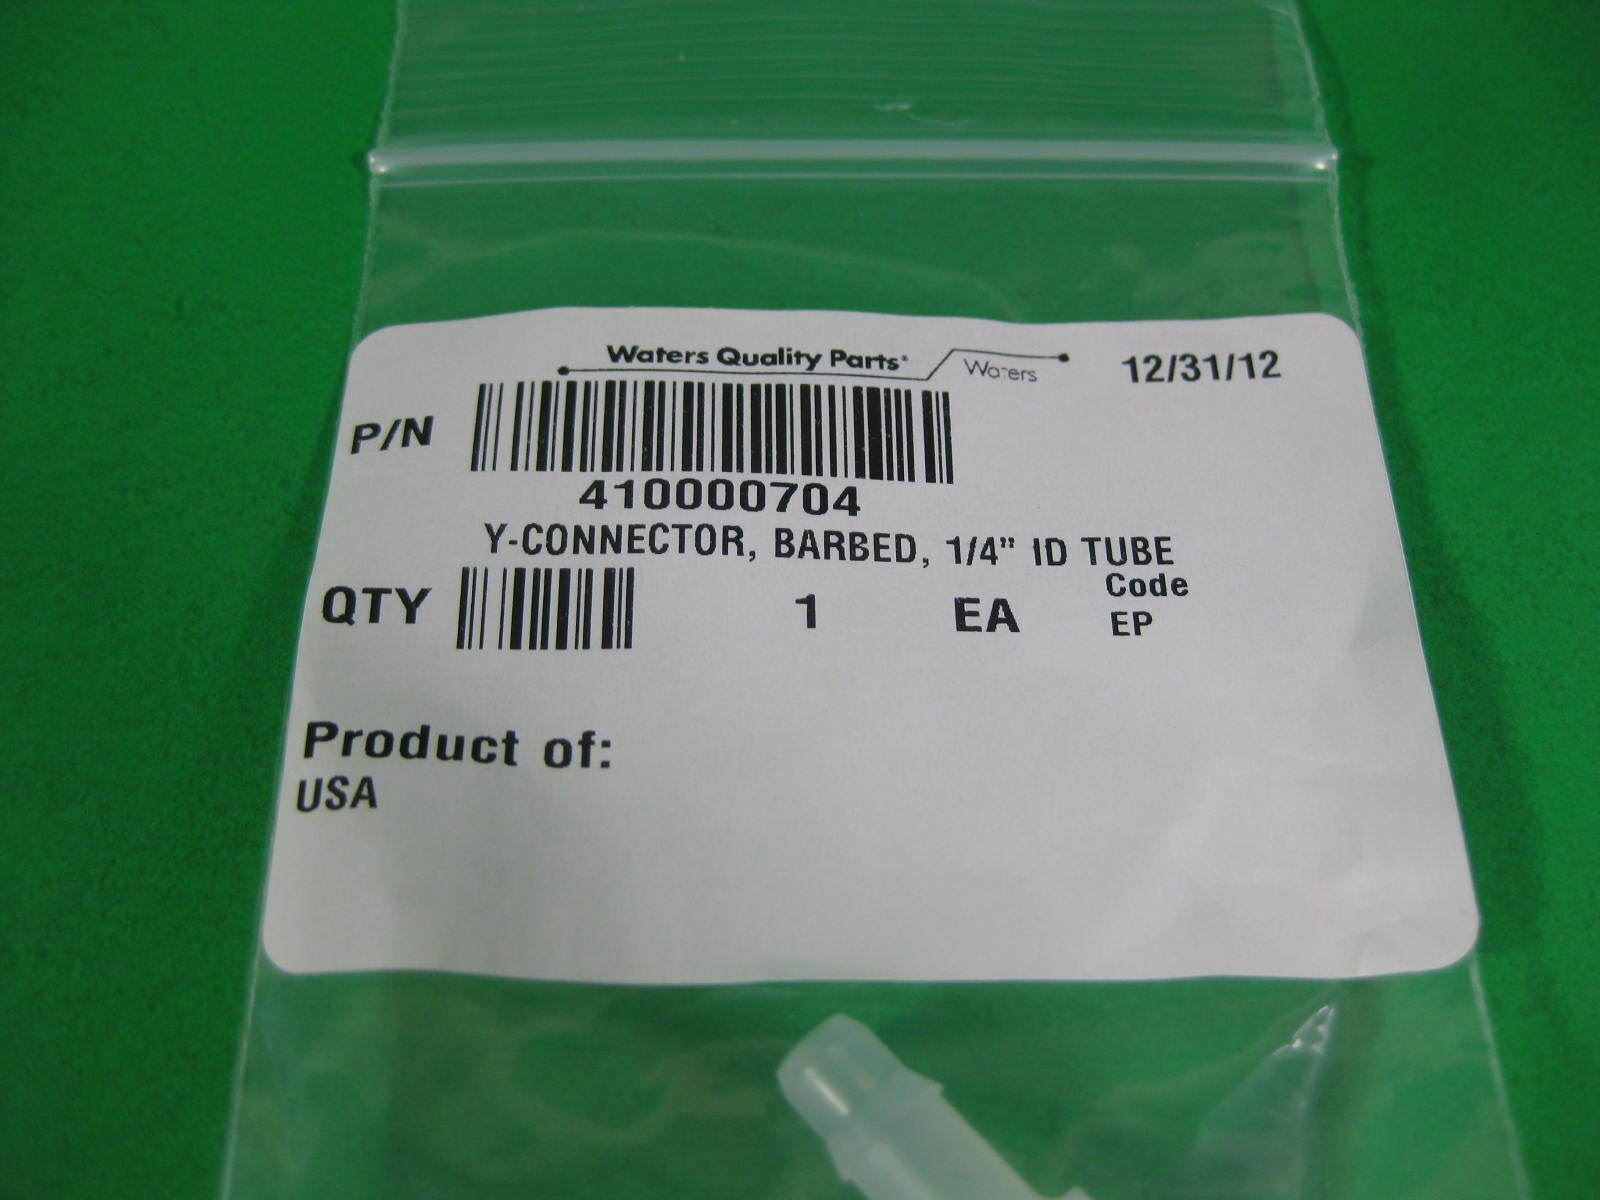 Waters Quality Parts®
Waters
12/31/12
P/N
410000704
Y-CONNECTOR, BARBED, 1/4" ID TUBE
QTY
1
EA
Code
EP
Product of:
USA